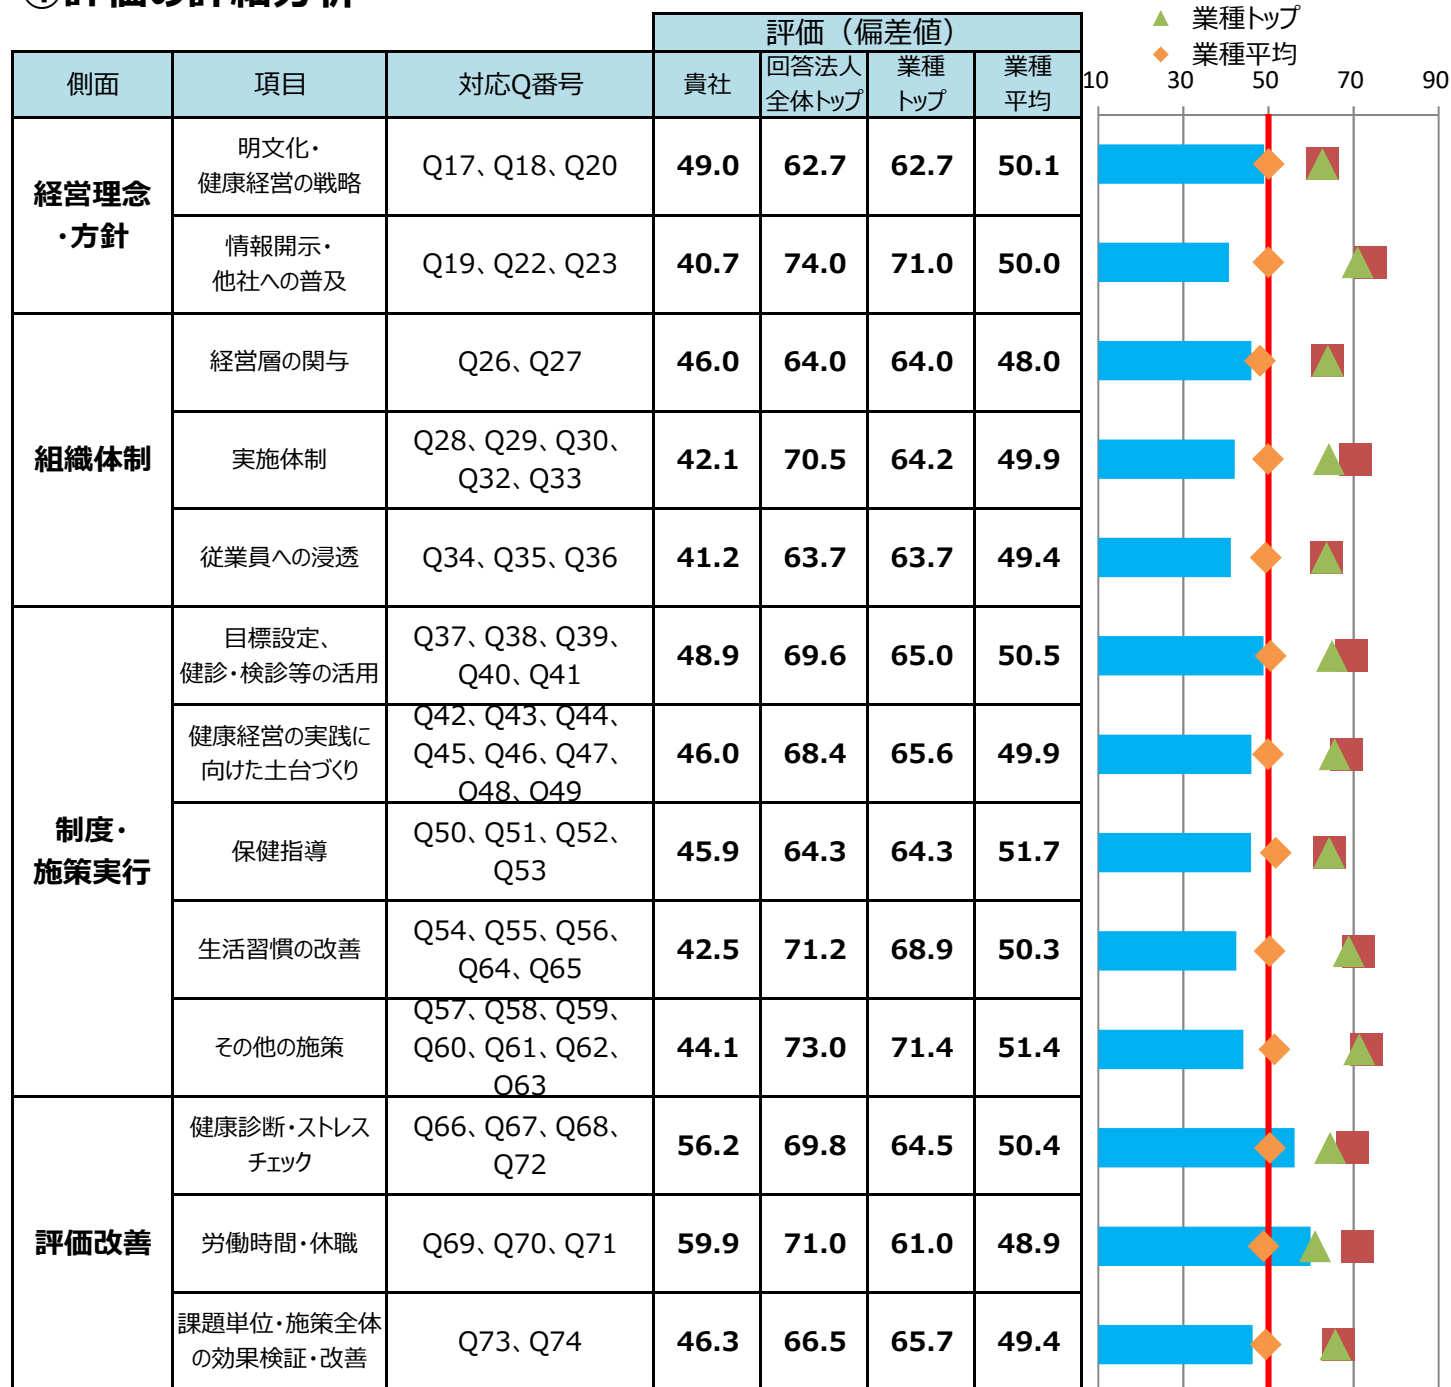 ①評価の詳細分析
▲ 業種トップ
◆ 業種平均
評価（偏差値）
側面 項目 対応Q番号 貴社 回答法人全体トップ 業種トップ 業種平均
10 30 50 70 90
経営理念・方針
明文化・健康経営の戦略 Q17、Q18、Q20 49.0 62.7 62.7 50.1
情報開示・他社への普及 Q19、Q22、Q23 40.7 74.0 71.0 50.0
組織体制
経営層の関与 Q26、Q27 46.0 64.0 64.0 48.0
実施体制 Q28、Q29、Q30、Q32、Q33 42.1 70.5 64.2 49.9
従業員への浸透 Q34、Q35、Q36 41.2 63.7 63.7 49.4
制度・施策実行
目標設定、健診・検診等の活用 Q37、Q38、Q39、Q40、Q41 48.9 69.6 65.0 50.5
健康経営の実践に向けた土台づくり Q42、Q43、Q44、Q45、Q46、Q47、Q48、Q49 46.0 68.4 65.6 49.9
保健指導 Q50、Q51、Q52、Q53 45.9 64.3 64.3 51.7
生活習慣の改善 Q54、Q55、Q56、Q64、Q65 42.5 71.2 68.9 50.3
その他の施策 Q57、Q58、Q59、Q60、Q61、Q62、Q63 44.1 73.0 71.4 51.4
評価改善
健康診断・ストレスチェック Q66、Q67、Q68、Q72 56.2 69.8 64.5 50.4
労働時間・休職 Q69、Q70、Q71 59.9 71.0 61.0 48.9
課題単位・施策全体の効果検証・改善 Q73、Q74 46.3 66.5 65.7 49.4